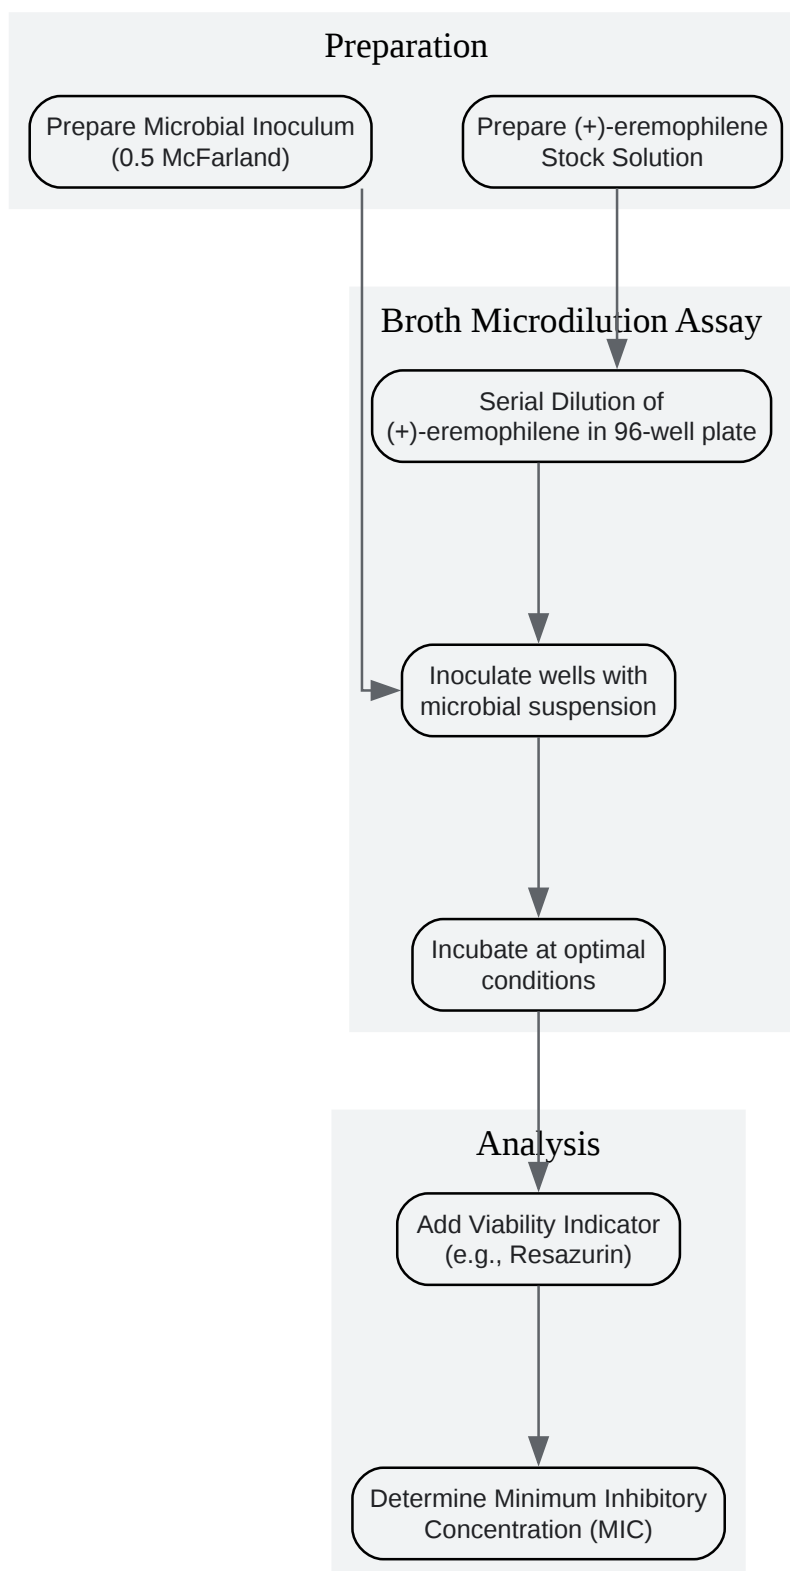 Preparation
Prepare Microbial Inoculum
(0.5 McFarland)
Prepare (+)-eremophilene
Stock Solution
Broth Microdilution Assay
Serial Dilution of
(+)-eremophilene in 96-well plate
Inoculate wells with
microbial suspension
Incubate at optimal
conditions
Analysis
Add Viability Indicator
(e.g., Resazurin)
Determine Minimum Inhibitory
Concentration (MIC)